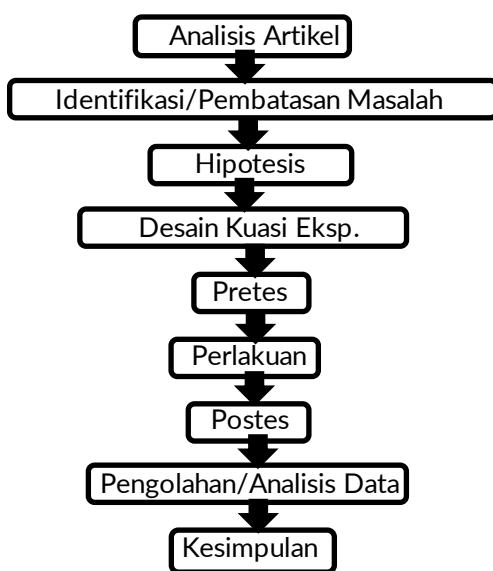 Analisis Artikel
Identifikasi/Pembatasan Masalah
Hipotesis
Desain Kuasi Eksp.
Pretes
Perlakuan
Postes
Pengolahan/Analisis Data
Kesimpulan